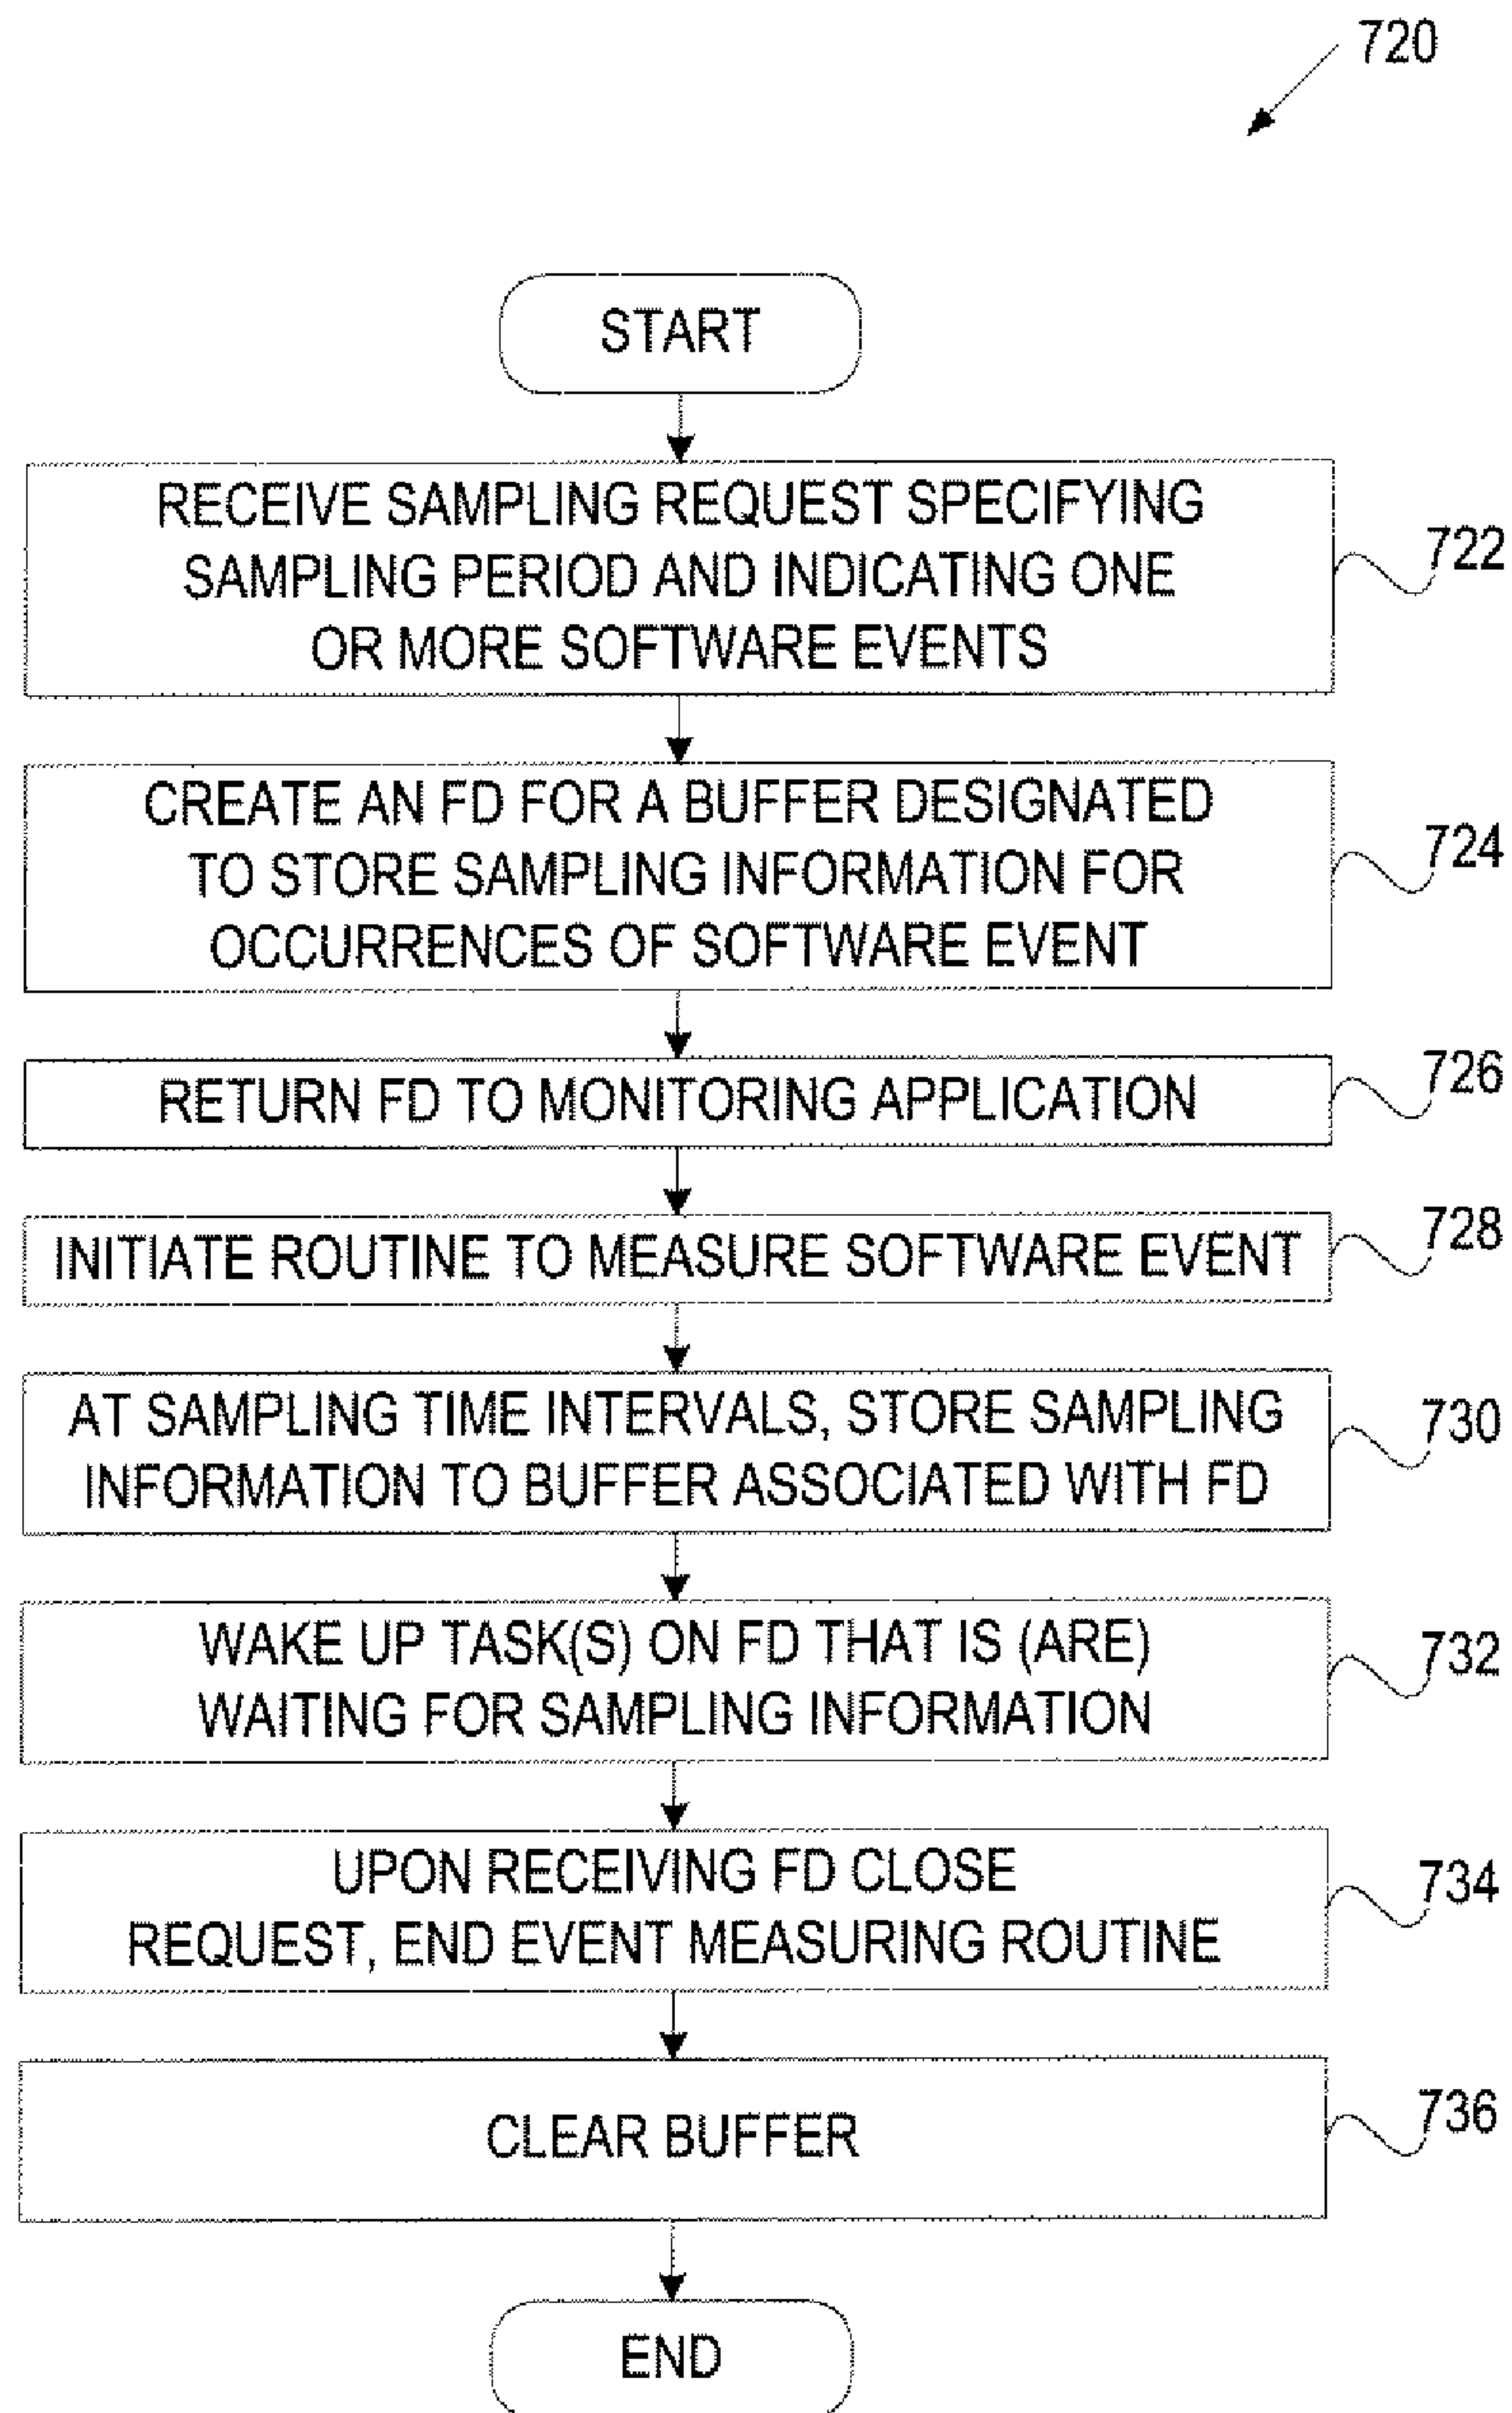 720
START
RECEIVE SAMPLING REQUEST SPECIFYING
SAMPLING PERIOD AND INDICATING ONE
OR MORE SOFTWARE EVENTS
722
CREATE AN FD FOR A BUFFER DESIGNATED
TO STORE SAMPLING INFORMATION FOR
OCCURRENCES OF SOFTWARE EVENT
724
RETURN FD TO MONITORING APPLICATION
726
INITIATE ROUTINE TO MEASURE SOFTWARE EVENT
728
AT SAMPLING TIME INTERVALS, STORE SAMPLING
INFORMATION TO BUFFER ASSOCIATED WITH FD
730
WAKE UP TASK(S) ON FD THAT IS (ARE)
WAITING FOR SAMPLING INFORMATION
732
UPON RECEIVING FD CLOSE
REQUEST, END EVENT MEASURING ROUTINE
734
CLEAR BUFFER
736
END